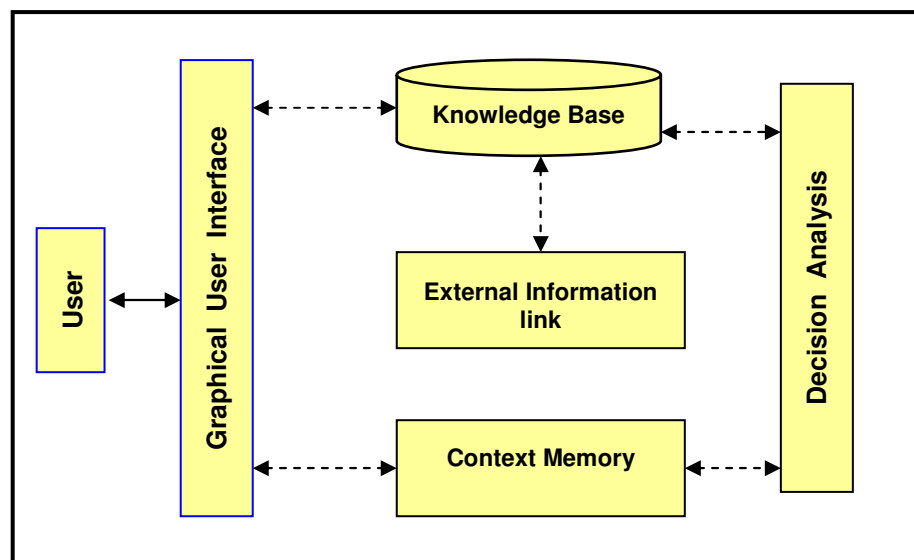 User
Graphical User Interface
Knowledge Base
External Information
link
Context Memory
Decision Analysis